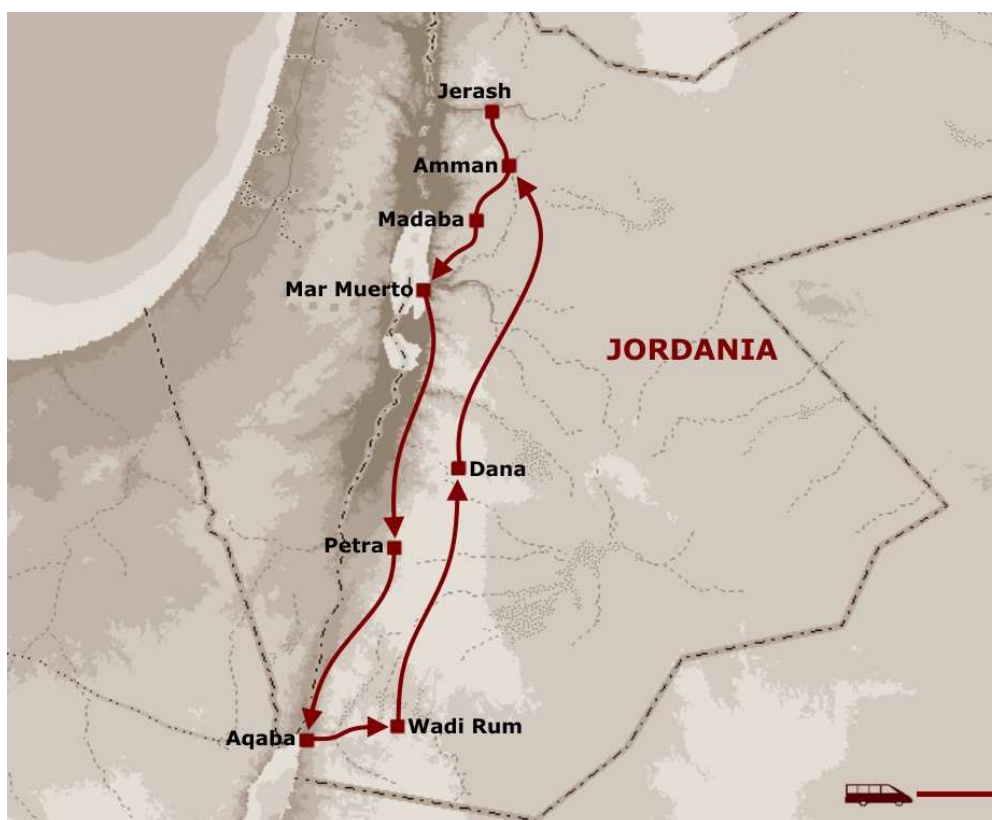 Jerash
Amman
Madaba
Mar Muerto
JORDANIA
Dana
Petra
Wadi Rum
Aqaba